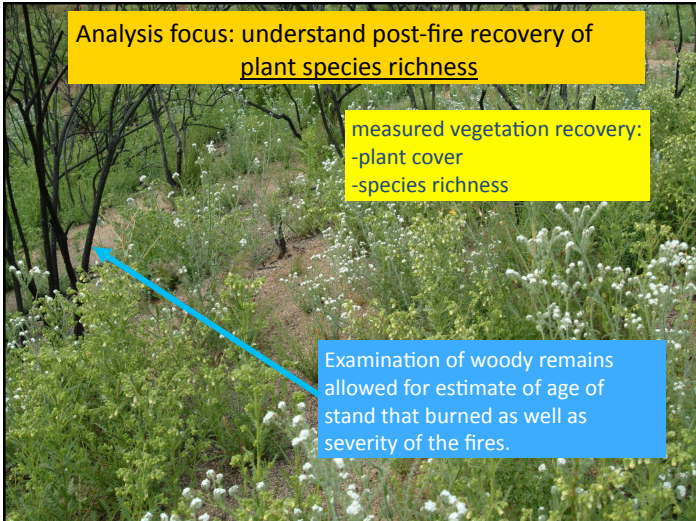 Analysis focus: understand post-fire recovery of
plant species richness
measured vegetation recovery:
-plant cover
-species richness
Examination of woody remains
allowed for estimate of age of
stand that burned as well as
severity of the fires.